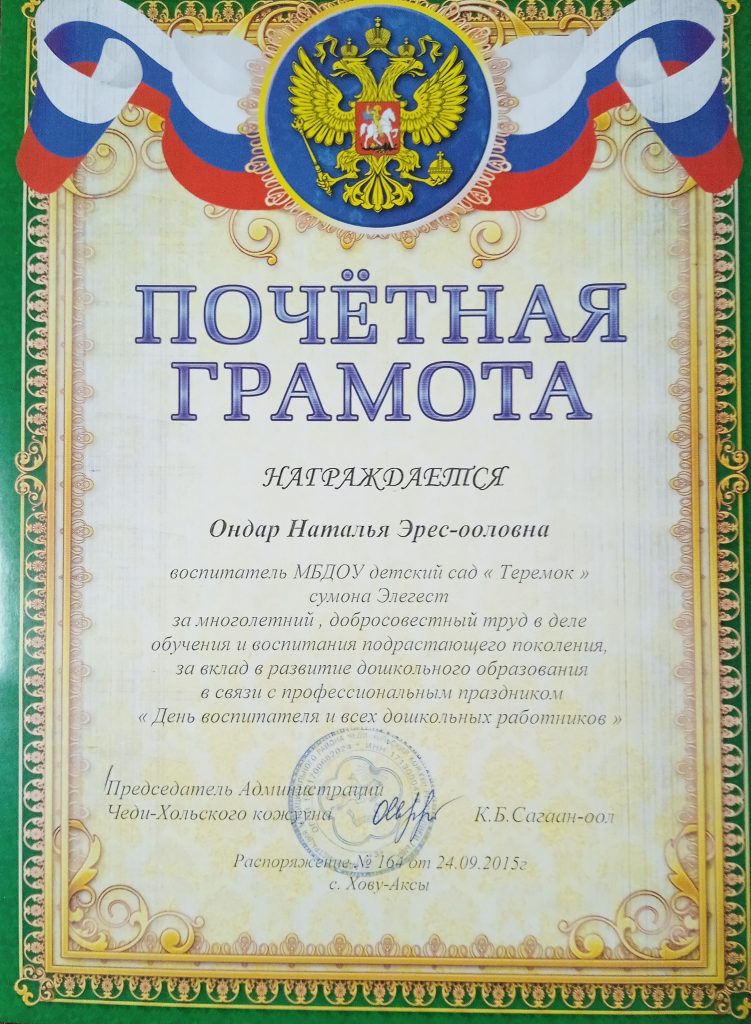 ПОЧЁТНАЯ
ГРАМОТА
НАГРАЖДАЕТСЯ
Ондар Наталья Эрес-ооловна
воспитатель МБДОУ детский сад « Теремок »
сумона Элегест
за многолетний , добросовестный труд в деле
обучения и воспитания подрастающего поколения,
за вклад в развитие дошкольного образования
в связи с профессиональным праздником
« День воспитателя и всех дошкольных работников »
Председатель Администрации
Чеди-Хольского кожууна
К.Б.Сагаан-оол
Распоряжение № 164 от 24.09.2015г
с. Хову-Аксы